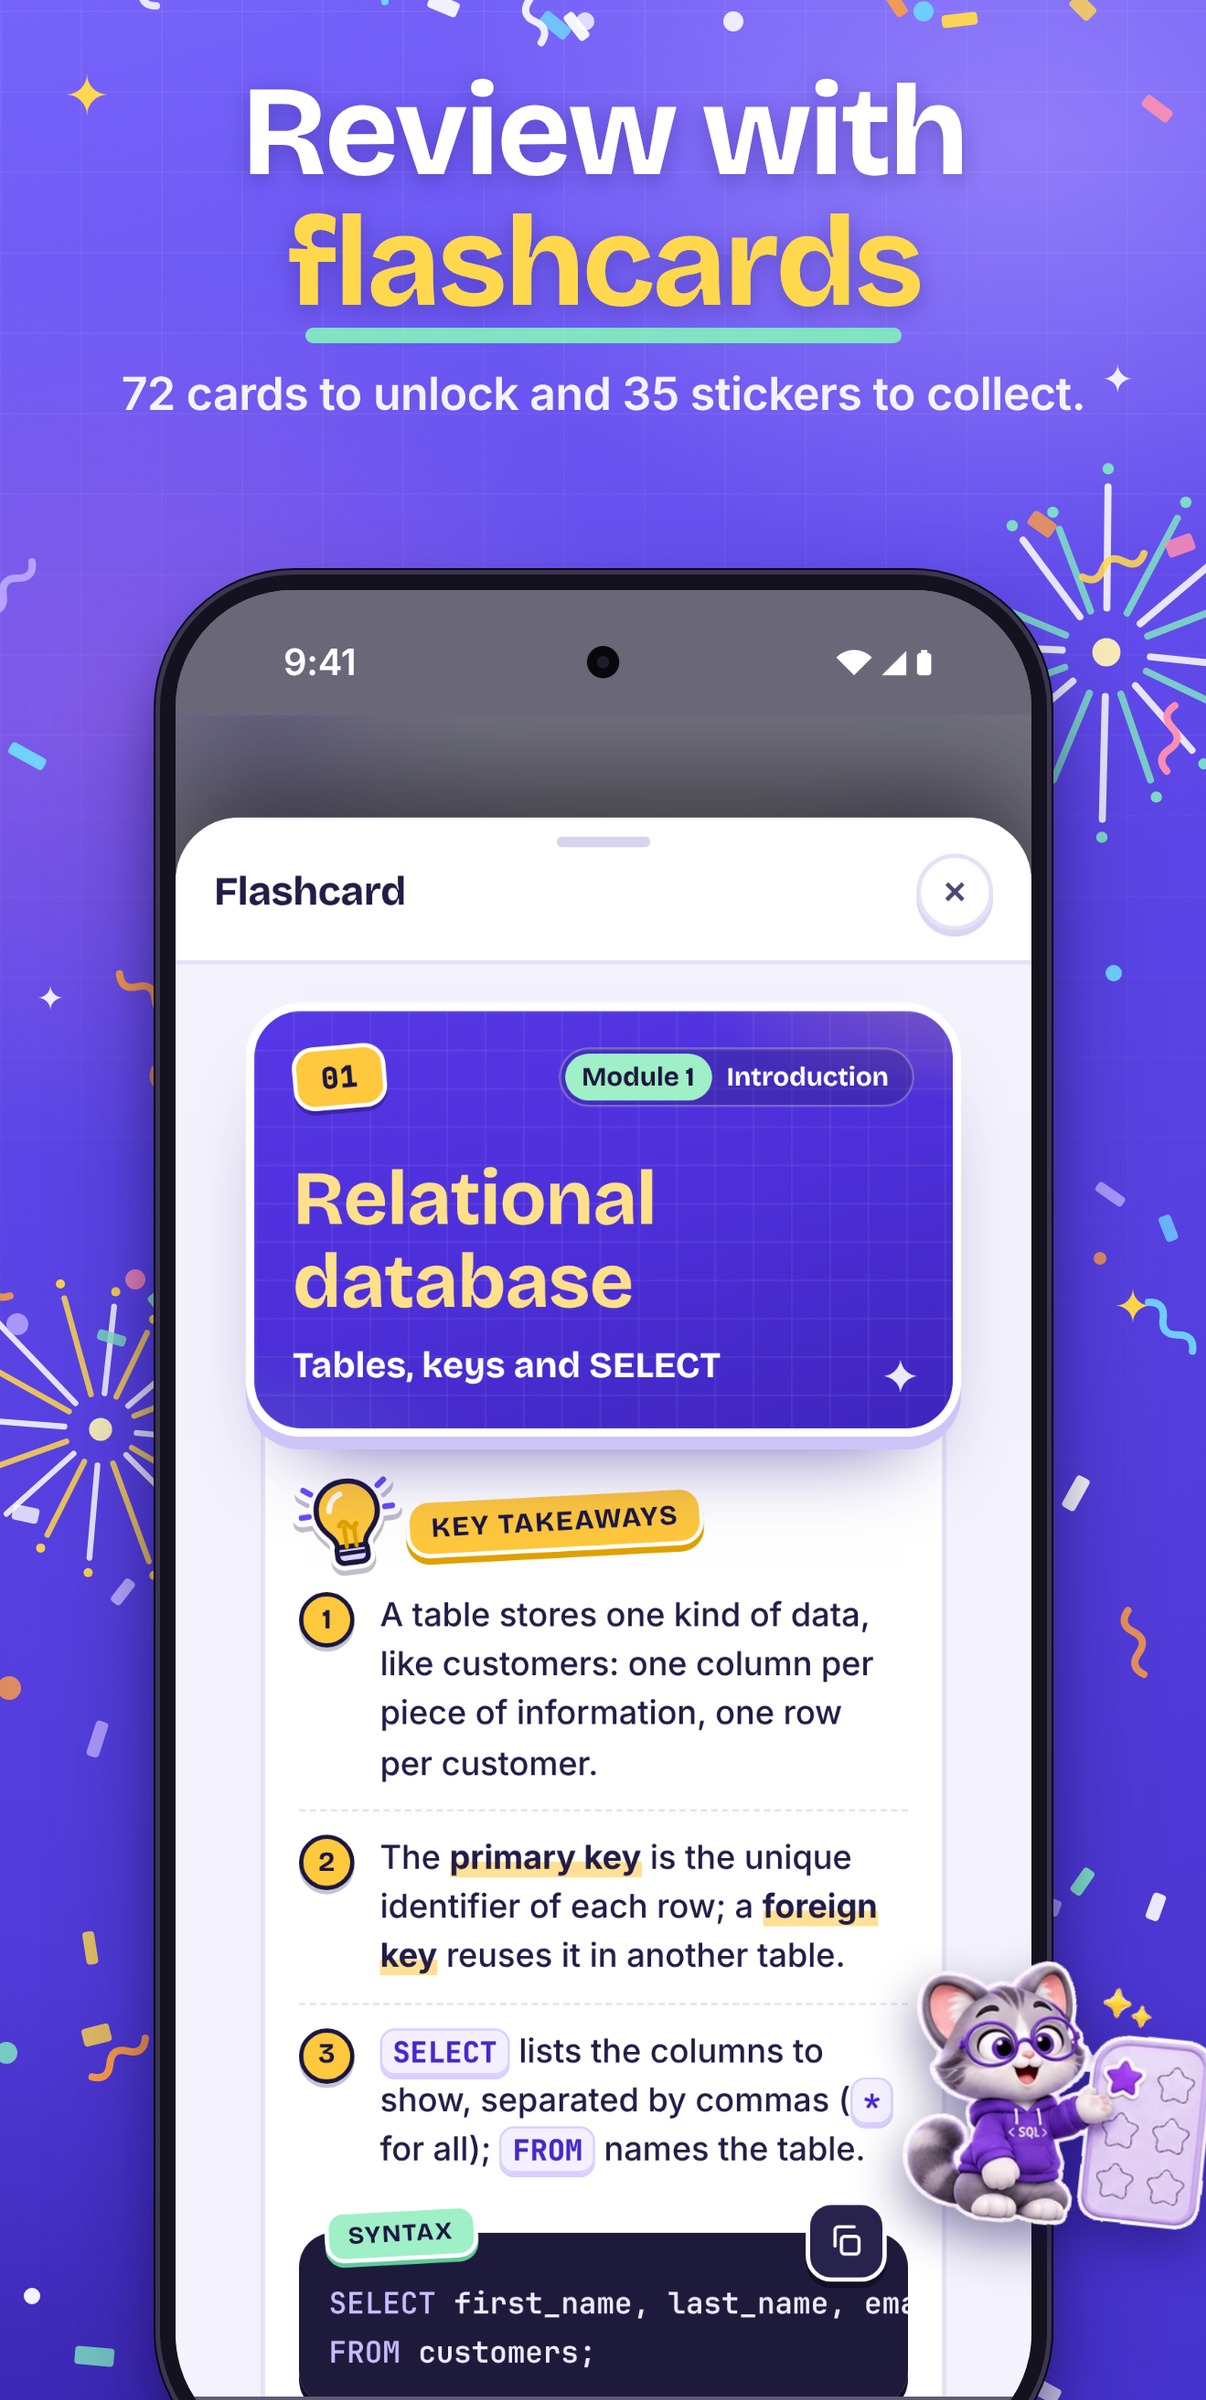 Review with
flashcards
72 cards to unlock and 35 stickers to collect.
9:41
Flashcard
01
Module 1 Introduction
Relational
database
Tables, keys and SELECT
KEY TAKEAWAYS
1 A table stores one kind of data,
like customers: one column per
piece of information, one row
per customer.
2 The primary key is the unique
identifier of each row; a foreign
key reuses it in another table.
3 SELECT lists the columns to
show, separated by commas (*
for all); FROM names the table.
<SQL>
SYNTAX
SELECT first_name, last_name, ema
FROM customers;